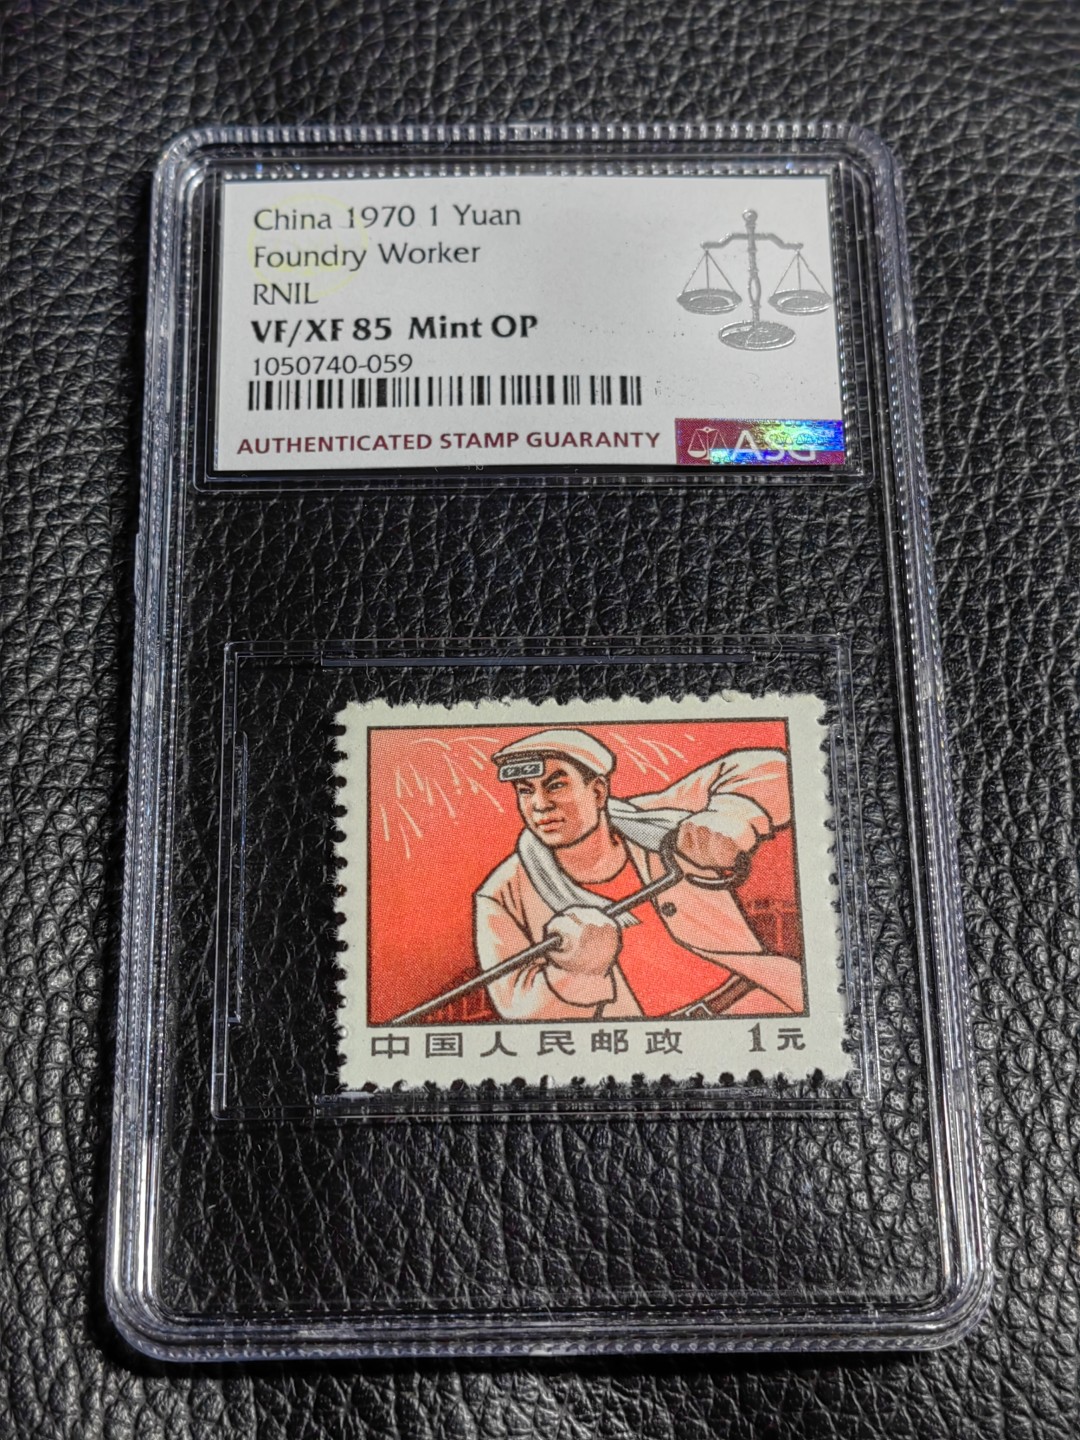 China 1970 1 Yuan
Foundry Worker
RNIL
VF/XF 85 Mint OP
1050740-059
AUTHENTICATED STAMP GUARANTY
ASG
中国人民邮政 1元